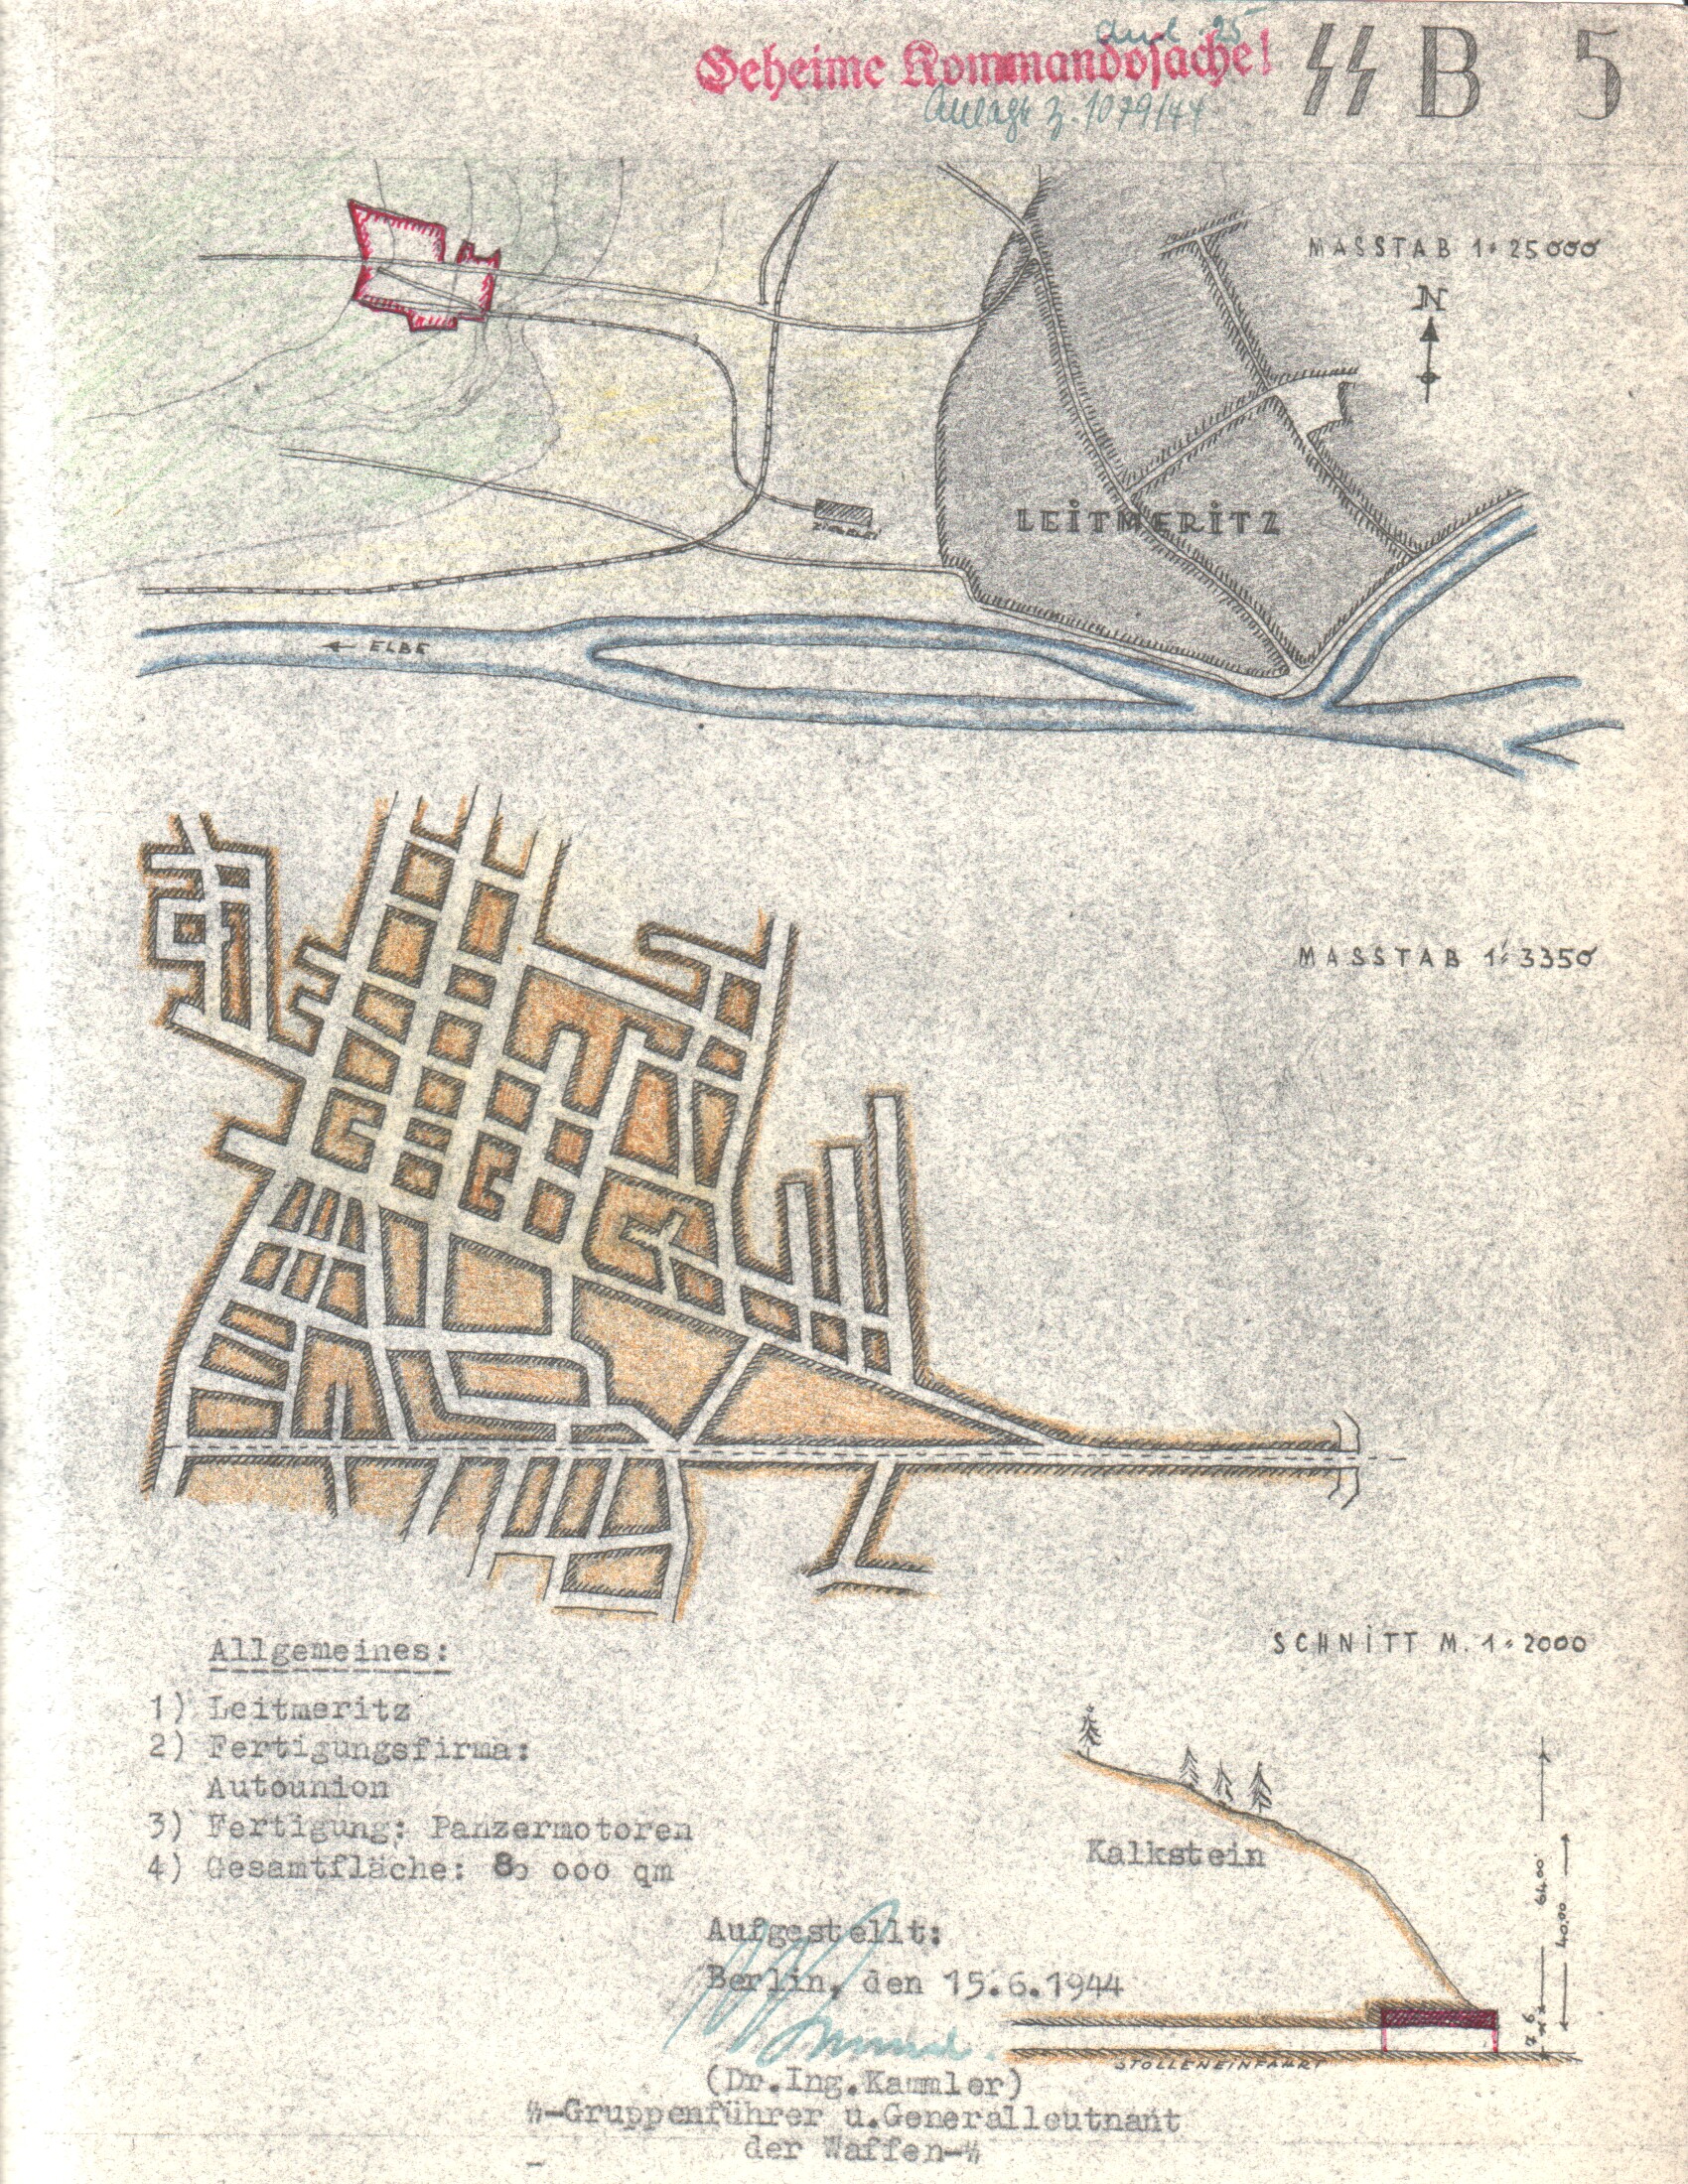 Geheime Kommandosache! ᛋᛋ B 5
Anl. 25
Anlage z. 1079/44
MASSTAB 1:25000
N
LEITMERITZ
ZIEGELEI
← ELBE
MASSTAB 1:3350
Allgemeines:
1) Leitmeritz
2) Fertigungsfirma:
Autounion
3) Fertigung: Panzermotoren
4) Gesamtfläche: 80 000 qm
SCHNITT M. 1:2000
Kalkstein
64.00
40,00
STOLLENEINFAHRT
Aufgestellt:
Berlin, den 15.6.1944
(Dr.Ing.Kammler)
ᛋᛋ-Gruppenführer u.Generalleutnant
der Waffen-ᛋᛋ